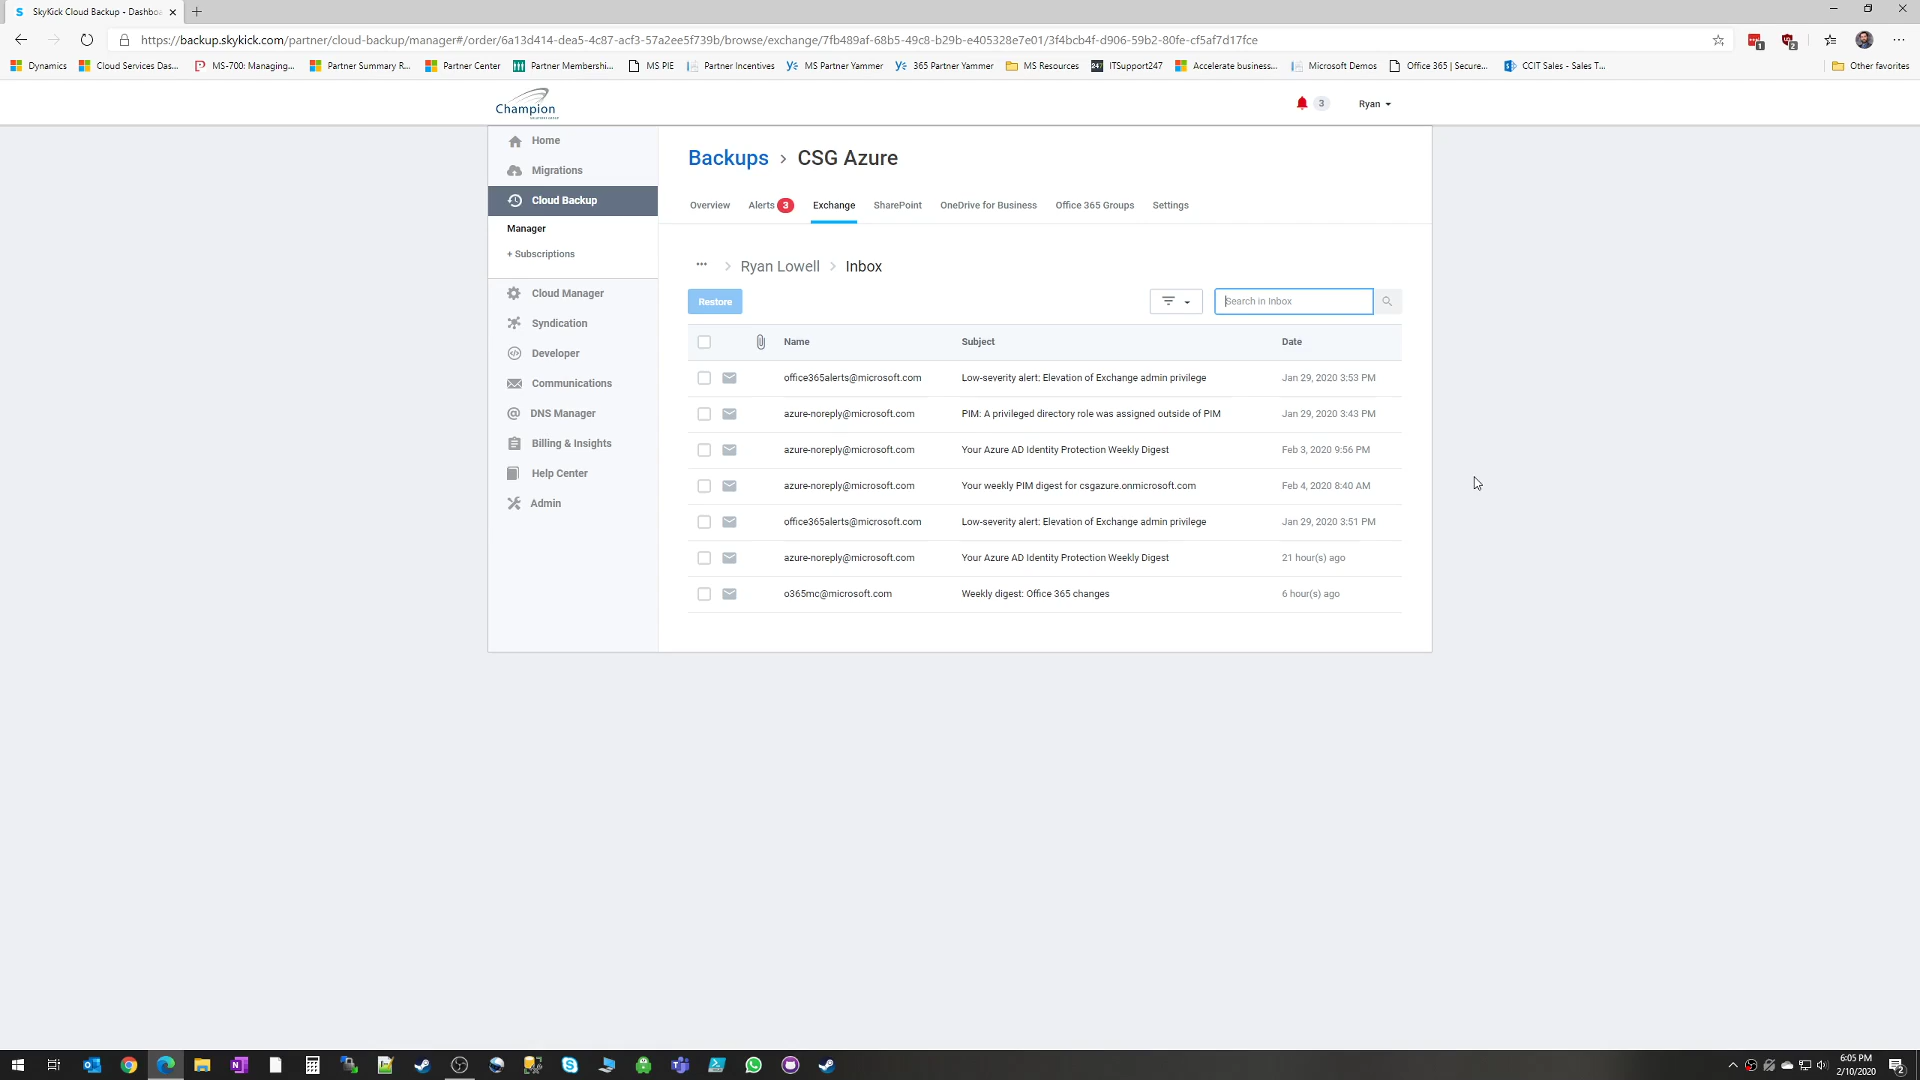 SkyKick Cloud Backup - Dashboa
https://backup.skykick.com/partner/cloud-backup/manager#/order/6a13d414-dea5-4c87-acf3-57a2ee5f739b/browse/exchange/7fb489af-68b5-49c8-b29b-e405328e7e01/3f4bcb4f-d906-59b2-80fe-cf5af7d17fce
1 2
Dynamics Cloud Services Das... MS-700: Managing... Partner Summary R... Partner Center Partner Membershi... MS PIE Partner Incentives MS Partner Yammer 365 Partner Yammer MS Resources 247 ITSupport247 Accelerate business... Microsoft Demos Office 365 | Secure... CCIT Sales - Sales T... Other favorites
Champion
3 Ryan
Home
Migrations
Cloud Backup
Manager
+ Subscriptions
Cloud Manager
Syndication
Developer
Communications
DNS Manager
Billing & Insights
Help Center
Admin
Backups > CSG Azure
Overview Alerts 3 Exchange SharePoint OneDrive for Business Office 365 Groups Settings
... > Ryan Lowell > Inbox
Restore Search in Inbox
Name Subject Date
office365alerts@microsoft.com Low-severity alert: Elevation of Exchange admin privilege Jan 29, 2020 3:53 PM
azure-noreply@microsoft.com PIM: A privileged directory role was assigned outside of PIM Jan 29, 2020 3:43 PM
azure-noreply@microsoft.com Your Azure AD Identity Protection Weekly Digest Feb 3, 2020 9:56 PM
azure-noreply@microsoft.com Your weekly PIM digest for csgazure.onmicrosoft.com Feb 4, 2020 8:40 AM
office365alerts@microsoft.com Low-severity alert: Elevation of Exchange admin privilege Jan 29, 2020 3:51 PM
azure-noreply@microsoft.com Your Azure AD Identity Protection Weekly Digest 21 hour(s) ago
o365mc@microsoft.com Weekly digest: Office 365 changes 6 hour(s) ago
6:05 PM
2/10/2020
2